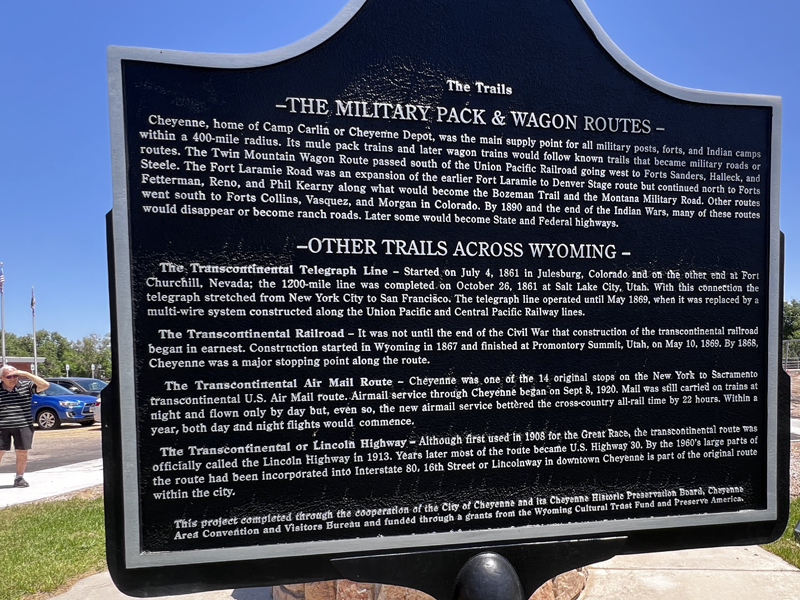 The Trails
–THE MILITARY PACK & WAGON ROUTES –
Cheyenne, home of Camp Carlin or Cheyenne Depot, was the main supply point for all military posts, forts, and Indian camps
within a 400-mile radius. Its mule pack trains and later wagon trains would follow known trails that became military roads or
routes. The Twin Mountain Wagon Route passed south of the Union Pacific Railroad going west to Forts Sanders, Halleck, and
Steele. The Fort Laramie Road was an expansion of the earlier Fort Laramie to Denver Stage route but continued north to Forts
Fetterman, Reno, and Phil Kearny along what would become the Bozeman Trail and the Montana Military Road. Other routes
went south to Forts Collins, Vasquez, and Morgan in Colorado. By 1890 and the end of the Indian Wars, many of these routes
would disappear or become ranch roads. Later some would become State and Federal highways.
–OTHER TRAILS ACROSS WYOMING –
The Transcontinental Telegraph Line – Started on July 4, 1861 in Julesburg, Colorado and on the other end at Fort
Churchill, Nevada; the 1200-mile line was completed on October 26, 1861 at Salt Lake City, Utah. With this connection the
telegraph stretched from New York City to San Francisco. The telegraph line operated until May 1869, when it was replaced by a
multi-wire system constructed along the Union Pacific and Central Pacific Railway lines.
The Transcontinental Railroad – It was not until the end of the Civil War that construction of the transcontinental railroad
began in earnest. Construction started in Wyoming in 1867 and finished at Promontory Summit, Utah, on May 10, 1869. By 1868,
Cheyenne was a major stopping point along the route.
The Transcontinental Air Mail Route – Cheyenne was one of the 14 original stops on the New York to Sacramento
transcontinental U.S. Air Mail route. Airmail service through Cheyenne began on Sept 8, 1920. Mail was still carried on trains at
night and flown only by day but, even so, the new airmail service bettered the cross-country all-rail time by 22 hours. Within a
year, both day and night flights would commence.
The Transcontinental or Lincoln Highway – Although first used in 1908 for the Great Race, the transcontinental route was
officially called the Lincoln Highway in 1913. Years later most of the route became U.S. Highway 30. By the 1960's large parts of
the route had been incorporated into Interstate 80. 16th Street or Lincolnway in downtown Cheyenne is part of the original route
within the city.
This project completed through the cooperation of the City of Cheyenne and its Cheyenne Historic Preservation Board, Cheyenne
Area Convention and Visitors Bureau and funded through a grants from the Wyoming Cultural Trust Fund and Preserve America.